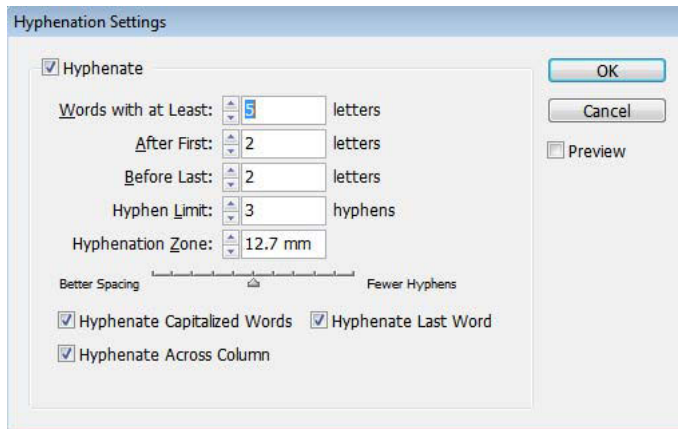 Hyphenation Settings
Hyphenate
OK
Words with at Least: 5 letters
Cancel
After First: 2 letters
Preview
Before Last: 2 letters
Hyphen Limit: 3 hyphens
Hyphenation Zone: 12.7 mm
Better Spacing Fewer Hyphens
Hyphenate Capitalized Words Hyphenate Last Word
Hyphenate Across Column